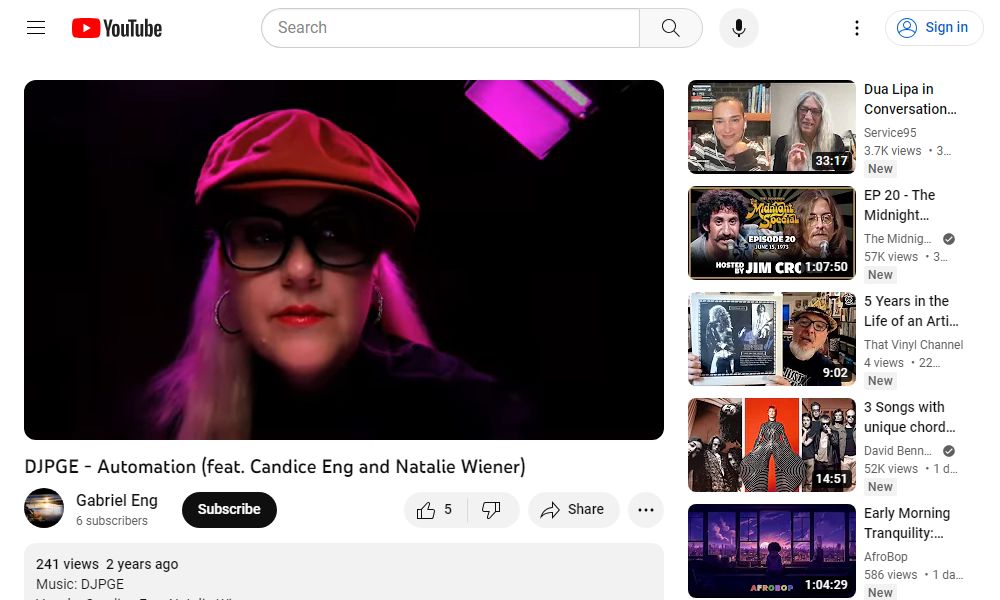 YouTube
Search
Sign in
DJPGE - Automation (feat. Candice Eng and Natalie Wiener)
Gabriel Eng
6 subscribers
Subscribe
5
Share
241 views 2 years ago
Music: DJPGE
33:17
Dua Lipa in
Conversation...
Service95
3.7K views • 3...
New
Midnight
Special
EPISODE 20
JUNE 15, 1973
HOSTED
BY JIM CRO
1:07:50
EP 20 - The
Midnight...
The Midnig...
57K views • 3...
New
9:02
5 Years in the
Life of an Arti...
That Vinyl Channel
4 views • 22...
New
14:51
3 Songs with
unique chord...
David Benn...
52K views • 1 d...
New
AFROBOP
1:04:29
Early Morning
Tranquility:...
AfroBop
586 views • 1 da...
New